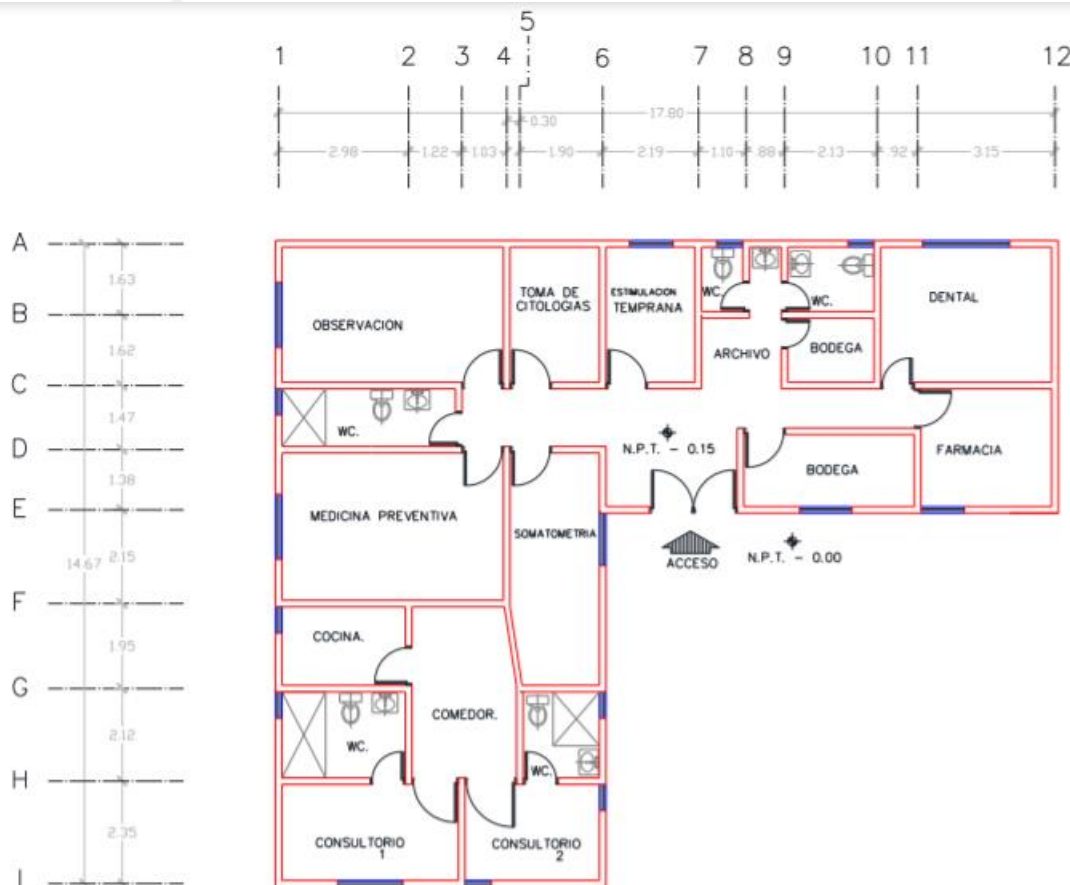 5
1 2 3 4 6 7 8 9 10 11 12
17.80
0.30
2.98 1.22 1.03 1.90 2.19 1.10 .88 2.13 .92 3.15
A
1.63
B
1.62
C
1.47
D
1.38
E
14.67 2.15
F
1.95
G
2.12
H
2.35
I
OBSERVACION
TOMA DE
CITOLOGIAS
ESTIMULACION
TEMPRANA
WC.
WC.
DENTAL
ARCHIVO
BODEGA
WC.
N.P.T. - 0.15
BODEGA
FARMACIA
MEDICINA PREVENTIVA
SOMATOMETRIA
ACCESO
N.P.T. - 0.00
COCINA.
COMEDOR.
WC.
WC.
CONSULTORIO
1
CONSULTORIO
2